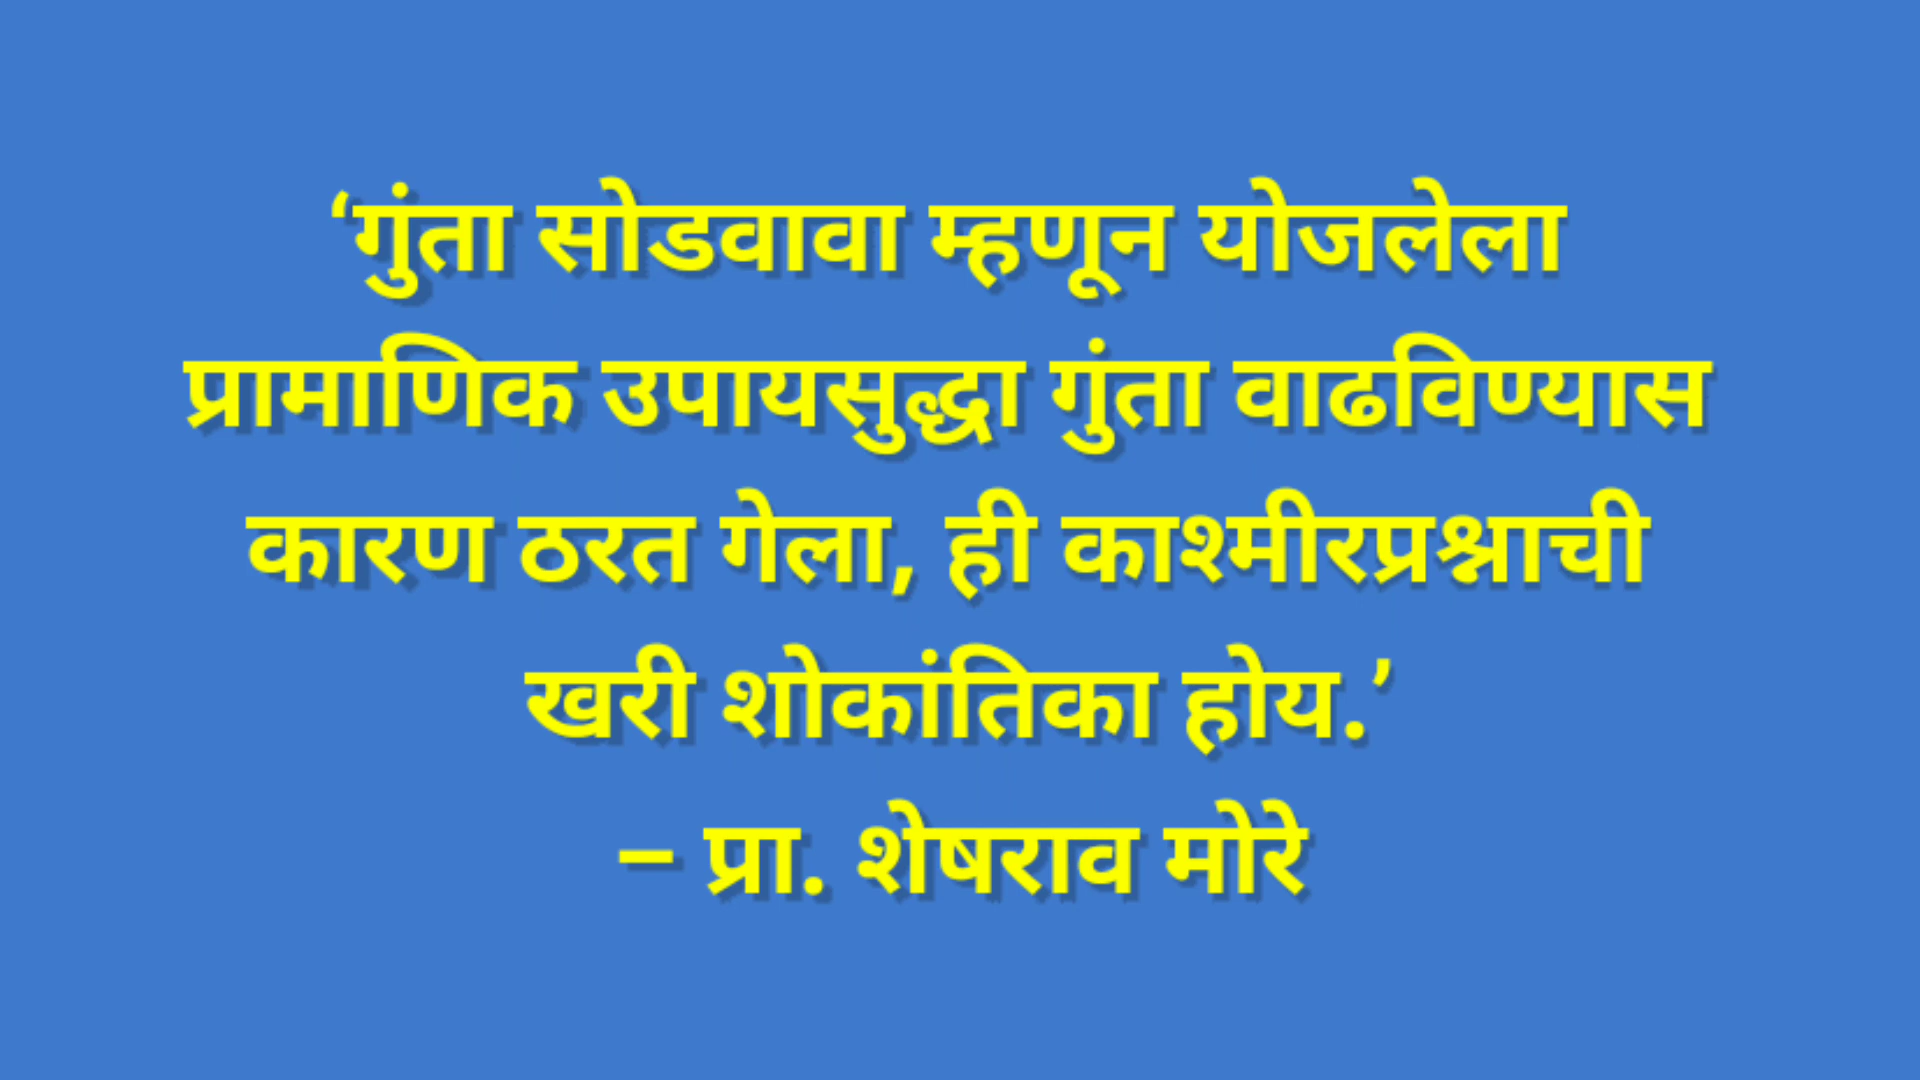 ‘गुंता सोडवावा म्हणून योजलेला
प्रामाणिक उपायसुद्धा गुंता वाढविण्यास
कारण ठरत गेला, ही काश्मीरप्रश्नाची
खरी शोकांतिका होय.’
– प्रा. शेषराव मोरे